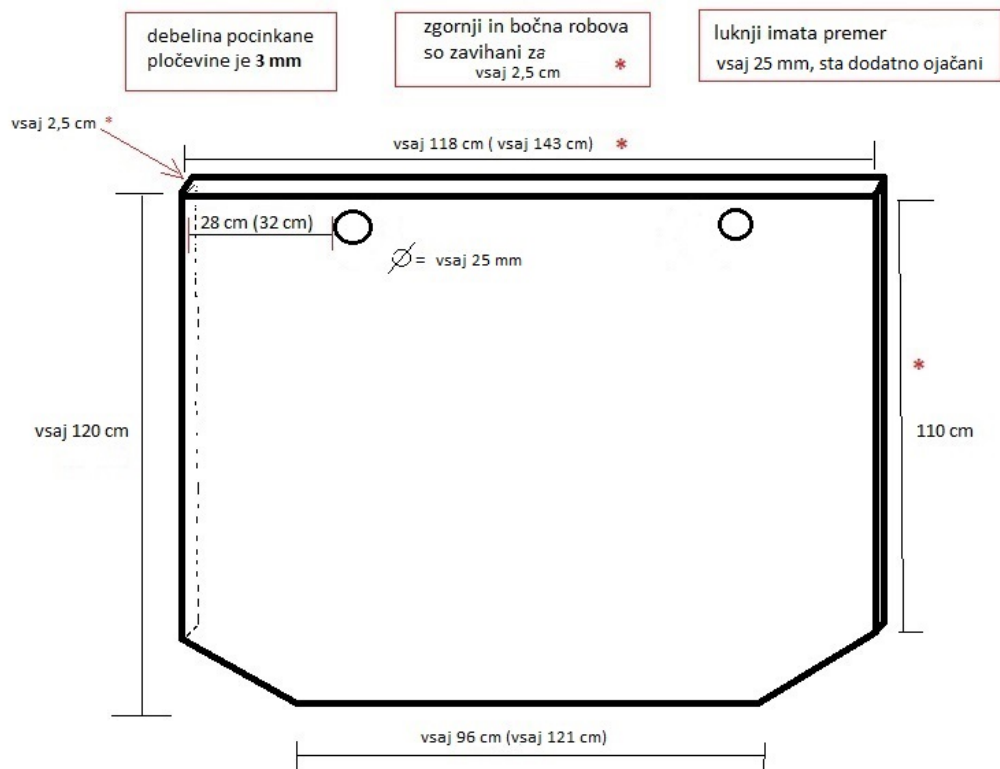 debelina pocinkane
pločevine je 3 mm
zgornji in bočna robova
so zavihani za
vsaj 2,5 cm *
luknji imata premer
vsaj 25 mm, sta dodatno ojačani
vsaj 2,5 cm *
vsaj 118 cm ( vsaj 143 cm) *
28 cm (32 cm)
∅ = vsaj 25 mm
*
vsaj 120 cm
110 cm
vsaj 96 cm (vsaj 121 cm)